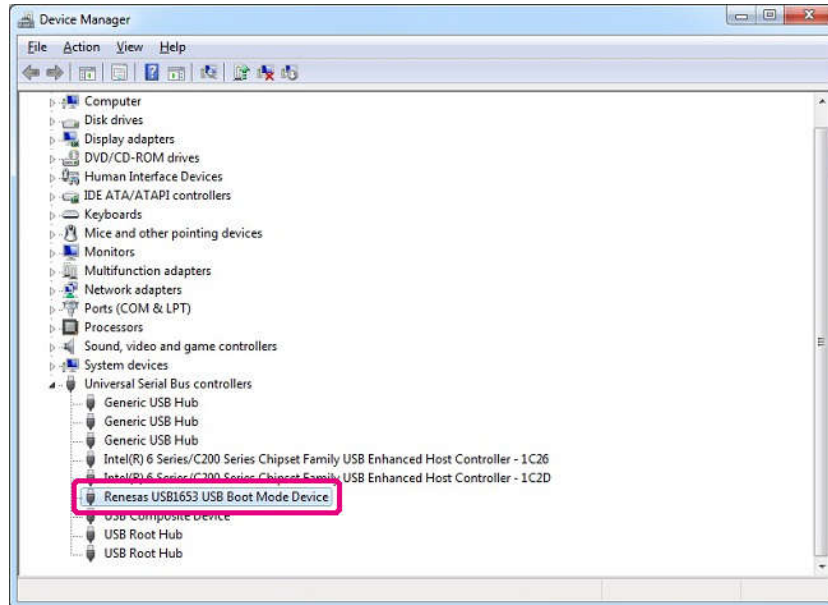 Device Manager
File Action View Help
Computer
Disk drives
Display adapters
DVD/CD-ROM drives
Human Interface Devices
IDE ATA/ATAPI controllers
Keyboards
Mice and other pointing devices
Monitors
Multifunction adapters
Network adapters
Ports (COM & LPT)
Processors
Sound, video and game controllers
System devices
Universal Serial Bus controllers
Generic USB Hub
Generic USB Hub
Generic USB Hub
Intel(R) 6 Series/C200 Series Chipset Family USB Enhanced Host Controller - 1C26
Intel(R) 6 Series/C200 Series Chipset Family USB Enhanced Host Controller - 1C2D
Renesas USB1653 USB Boot Mode Device
USB Composite Device
USB Root Hub
USB Root Hub